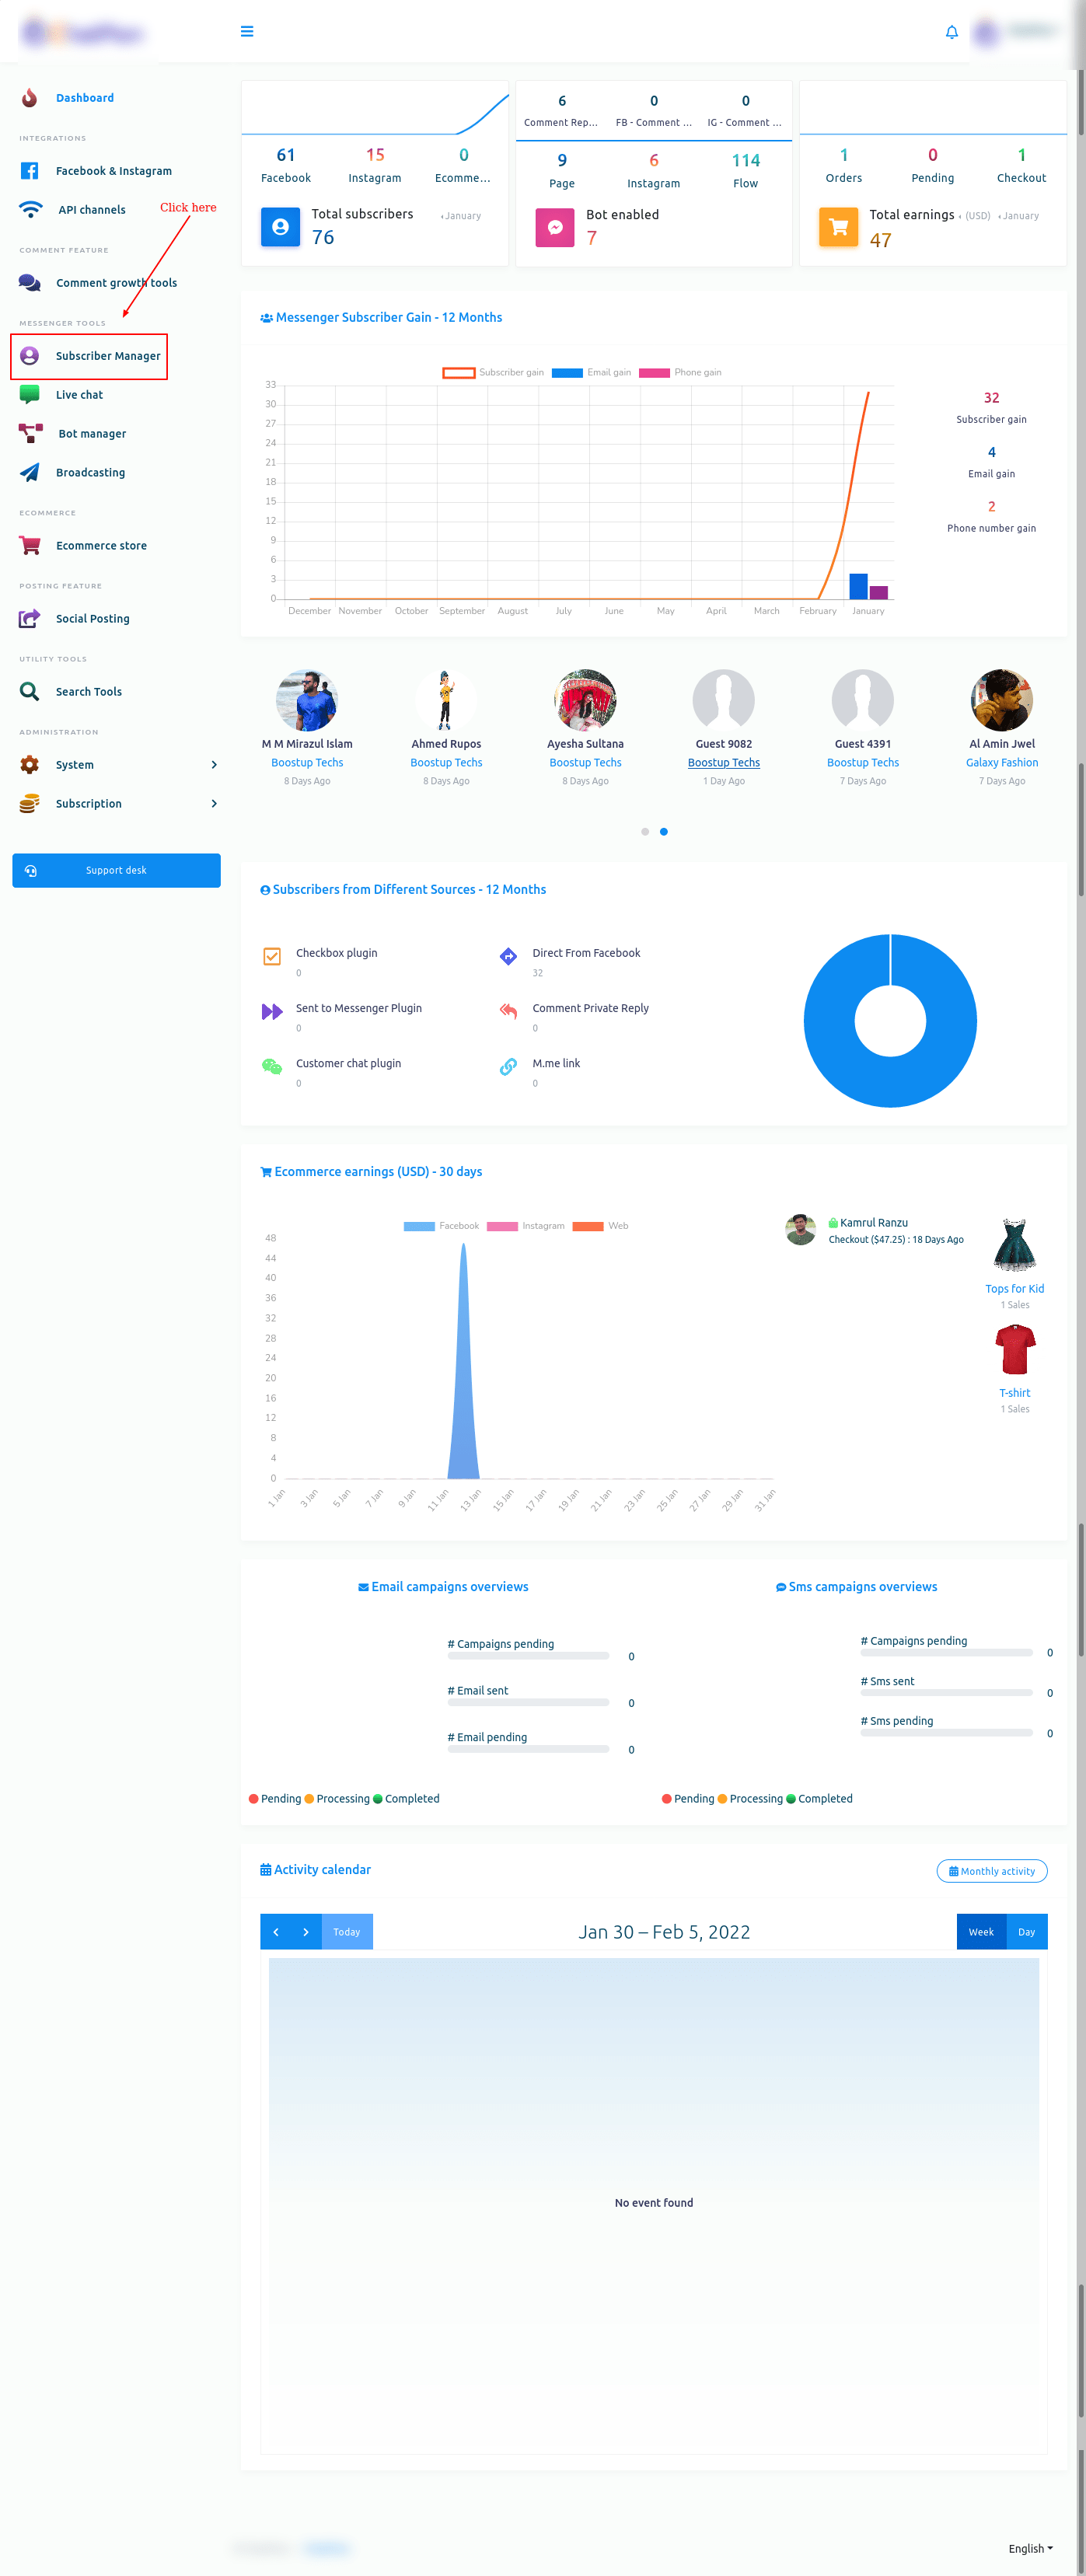 Dashboard
INTEGRATIONS
Facebook & Instagram
API channels
Click here
COMMENT FEATURE
Comment growth tools
MESSENGER TOOLS
Subscriber Manager
Live chat
Bot manager
Broadcasting
ECOMMERCE
Ecommerce store
POSTING FEATURE
Social Posting
UTILITY TOOLS
Search Tools
ADMINISTRATION
System
Subscription
Support desk
61 15 0
Facebook Instagram Ecomme...
Total subscribers January
76
6 0 0
Comment Rep... FB - Comment ... IG - Comment ...
9 6 114
Page Instagram Flow
Bot enabled
7
1 0 1
Orders Pending Checkout
Total earnings (USD) January
47
Messenger Subscriber Gain - 12 Months
Subscriber gain Email gain Phone gain
33
30
27
24
21
18
15
12
9
6
3
0
December November October September August July June May April March February January
32
Subscriber gain
4
Email gain
2
Phone number gain
M M Mirazul Islam Ahmed Rupos Ayesha Sultana Guest 9082 Guest 4391 Al Amin Jwel
Boostup Techs Boostup Techs Boostup Techs Boostup Techs Boostup Techs Galaxy Fashion
8 Days Ago 8 Days Ago 8 Days Ago 1 Day Ago 7 Days Ago 7 Days Ago
Subscribers from Different Sources - 12 Months
Checkbox plugin
0
Direct From Facebook
32
Sent to Messenger Plugin
0
Comment Private Reply
0
Customer chat plugin
0
M.me link
0
Ecommerce earnings (USD) - 30 days
Facebook Instagram Web
48
44
40
36
32
28
24
20
16
12
8
4
0
1 Jan 3 Jan 5 Jan 7 Jan 9 Jan 11 Jan 13 Jan 15 Jan 17 Jan 19 Jan 21 Jan 23 Jan 25 Jan 27 Jan 29 Jan 31 Jan
Kamrul Ranzu
Checkout ($47.25) : 18 Days Ago
Tops for Kid
1 Sales
T-shirt
1 Sales
Email campaigns overviews
# Campaigns pending
0
# Email sent
0
# Email pending
0
Pending Processing Completed
Sms campaigns overviews
# Campaigns pending
0
# Sms sent
0
# Sms pending
0
Pending Processing Completed
Activity calendar
Monthly activity
Today
Jan 30 – Feb 5, 2022
Week Day
No event found
English